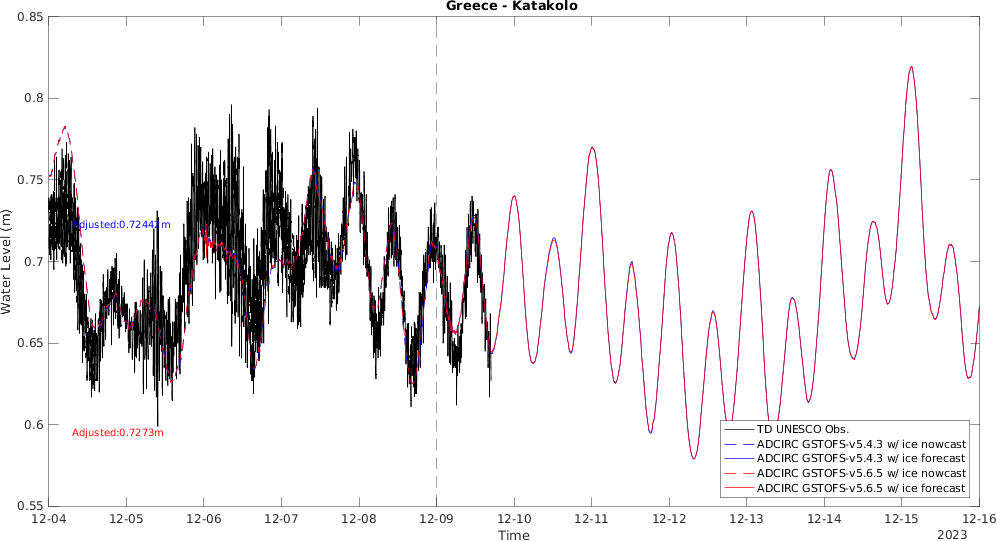 Greece - Katakolo
0.85
0.8
0.75
0.7
0.65
0.6
0.55
Water Level (m)
Adjusted:0.72442m
Adjusted:0.7273m
TD UNESCO Obs.
ADCIRC GSTOFS-v5.4.3 w/ ice nowcast
ADCIRC GSTOFS-v5.4.3 w/ ice forecast
ADCIRC GSTOFS-v5.6.5 w/ ice nowcast
ADCIRC GSTOFS-v5.6.5 w/ ice forecast
12-04 12-05 12-06 12-07 12-08 12-09 12-10 12-11 12-12 12-13 12-14 12-15 12-16
Time
2023